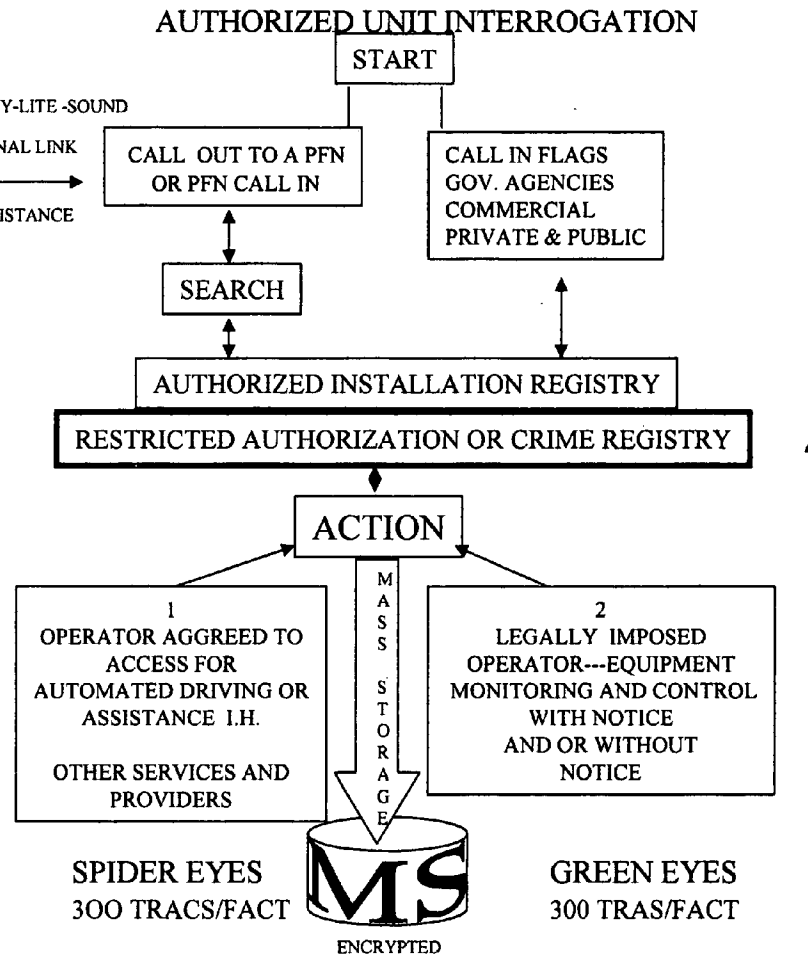 AUTHORIZED UNIT INTERROGATION
START
Y-LITE -SOUND
NAL LINK
ISTANCE
CALL OUT TO A PFN
OR PFN CALL IN
CALL IN FLAGS
GOV. AGENCIES
COMMERCIAL
PRIVATE & PUBLIC
SEARCH
AUTHORIZED INSTALLATION REGISTRY
RESTRICTED AUTHORIZATION OR CRIME REGISTRY
ACTION
1
OPERATOR AGGREED TO
ACCESS FOR
AUTOMATED DRIVING OR
ASSISTANCE I.H.
OTHER SERVICES AND
PROVIDERS
MASS STORAGE
2
LEGALLY IMPOSED
OPERATOR---EQUIPMENT
MONITORING AND CONTROL
WITH NOTICE
AND OR WITHOUT
NOTICE
SPIDER EYES
3OO TRACS/FACT
MS
ENCRYPTED
GREEN EYES
300 TRAS/FACT